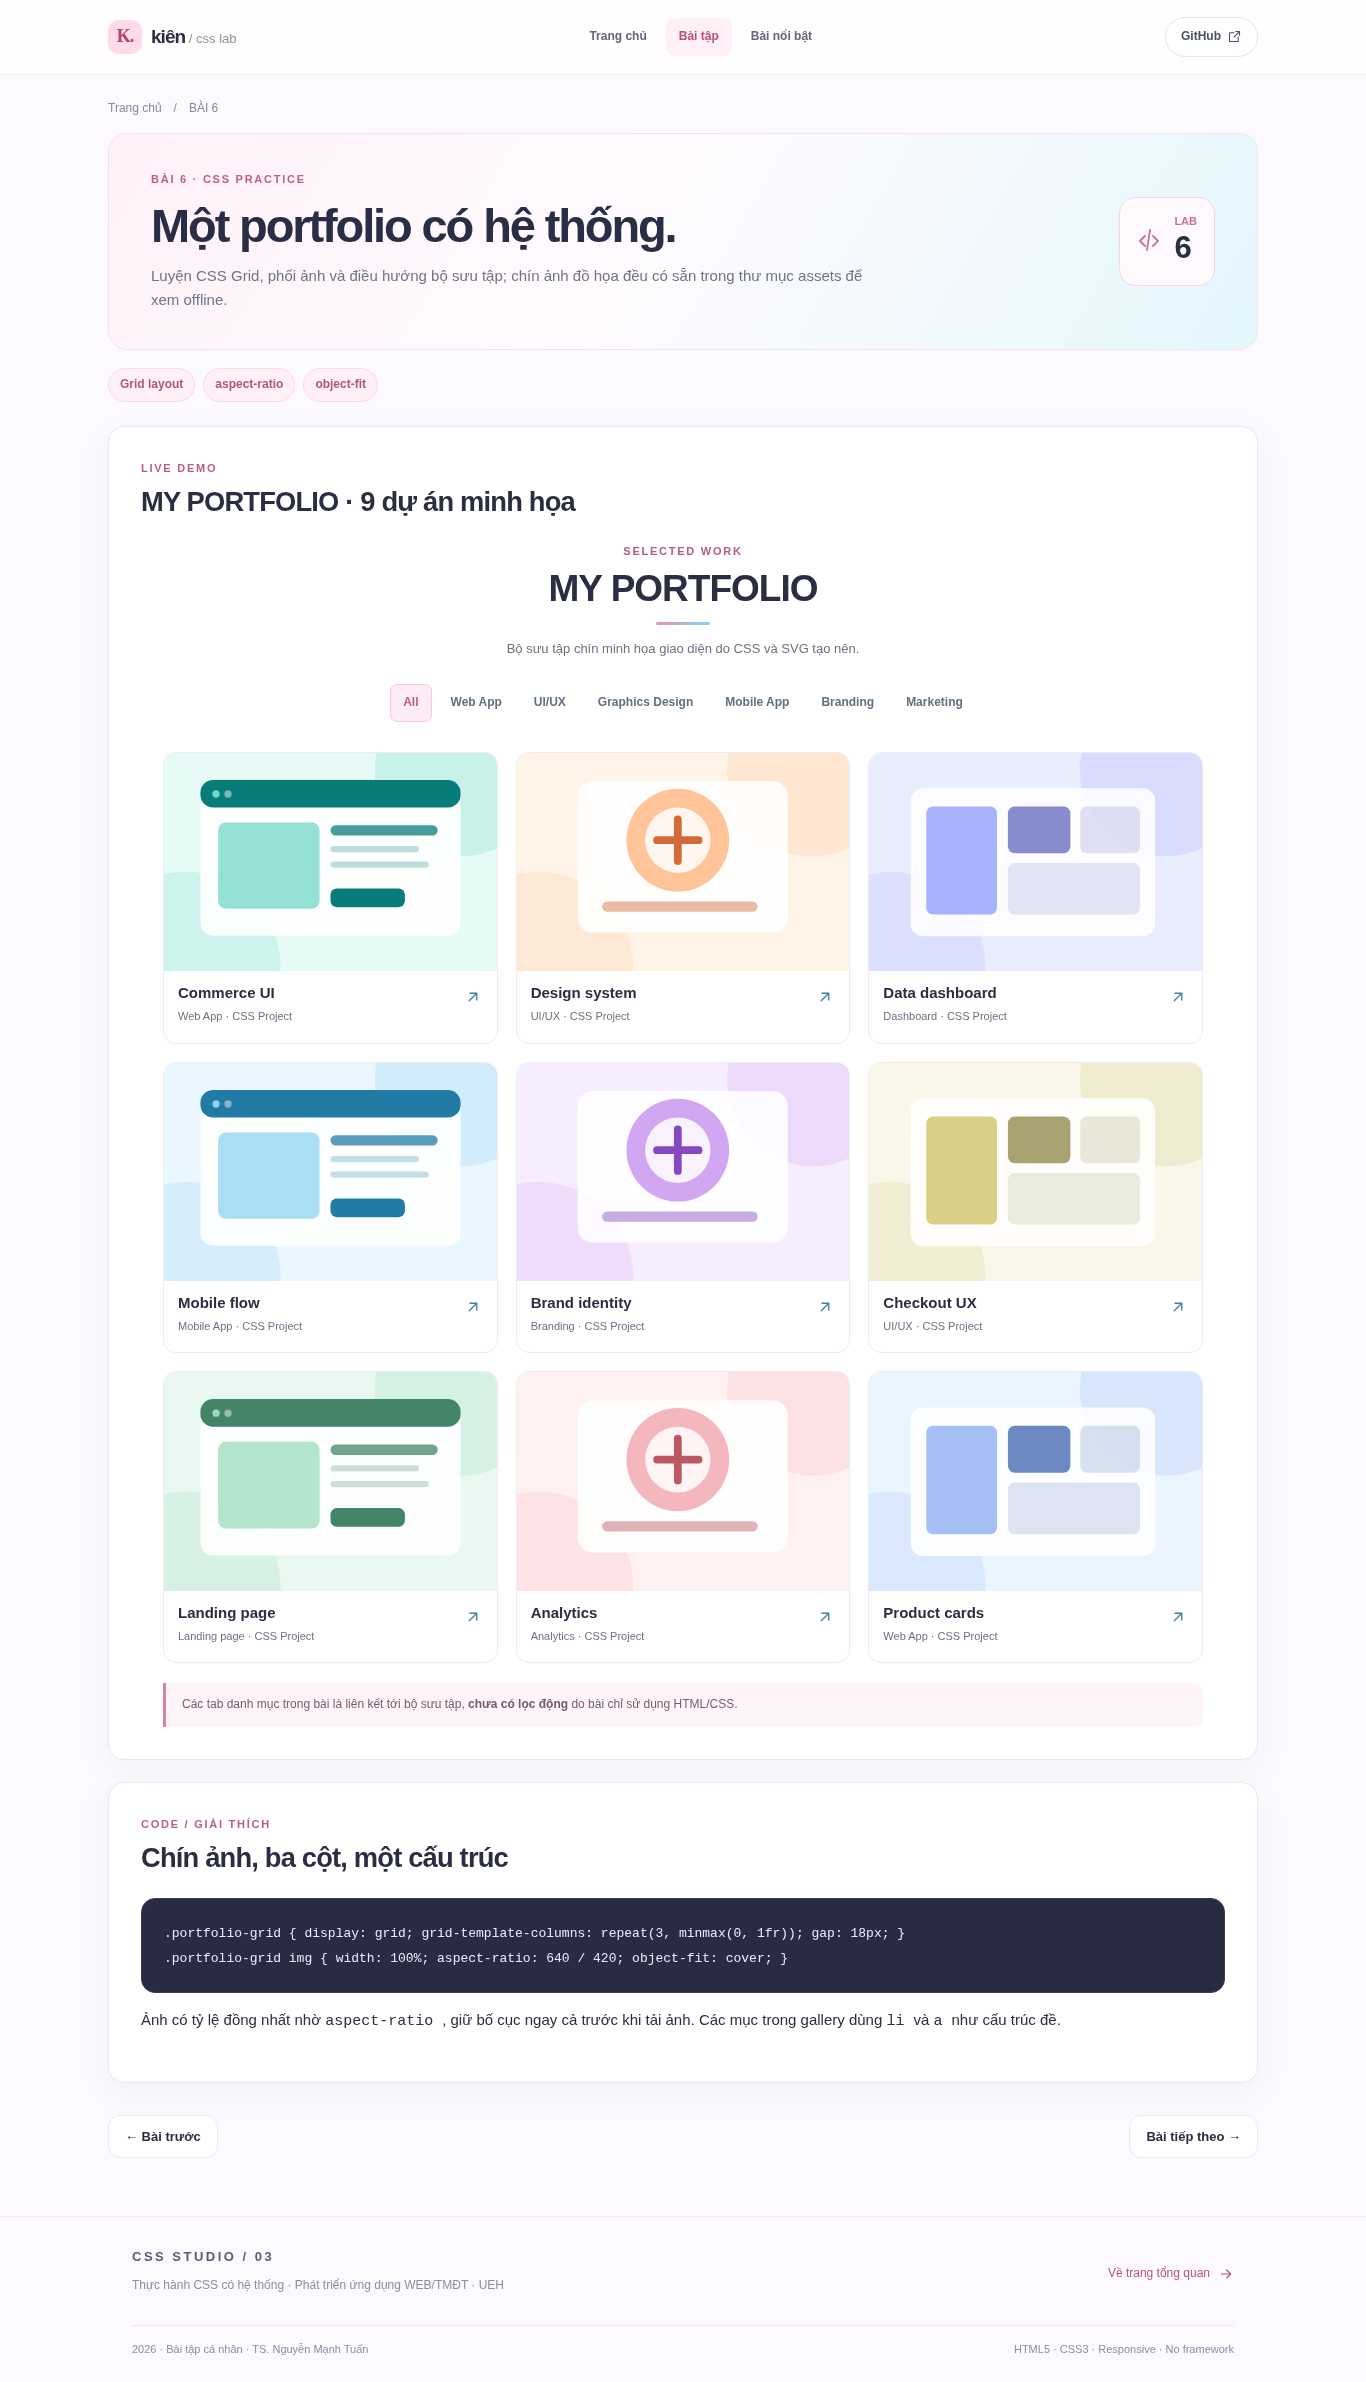 K. kiên / css lab
Trang chủ
Bài tập
Bài nổi bật
GitHub
Trang chủ / BÀI 6
BÀI 6 · CSS PRACTICE
Một portfolio có hệ thống.
Luyện CSS Grid, phối ảnh và điều hướng bộ sưu tập; chín ảnh đồ họa đều có sẵn trong thư mục assets để
xem offline.
LAB
6
Grid layout
aspect-ratio
object-fit
LIVE DEMO
MY PORTFOLIO · 9 dự án minh họa
SELECTED WORK
MY PORTFOLIO
Bộ sưu tập chín minh họa giao diện do CSS và SVG tạo nên.
All
Web App
UI/UX
Graphics Design
Mobile App
Branding
Marketing
Commerce UI
Web App · CSS Project
Design system
UI/UX · CSS Project
Data dashboard
Dashboard · CSS Project
Mobile flow
Mobile App · CSS Project
Brand identity
Branding · CSS Project
Checkout UX
UI/UX · CSS Project
Landing page
Landing page · CSS Project
Analytics
Analytics · CSS Project
Product cards
Web App · CSS Project
Các tab danh mục trong bài là liên kết tới bộ sưu tập, chưa có lọc động do bài chỉ sử dụng HTML/CSS.
CODE / GIẢI THÍCH
Chín ảnh, ba cột, một cấu trúc
.portfolio-grid { display: grid; grid-template-columns: repeat(3, minmax(0, 1fr)); gap: 18px; }
.portfolio-grid img { width: 100%; aspect-ratio: 640 / 420; object-fit: cover; }
Ảnh có tỷ lệ đồng nhất nhờ aspect-ratio , giữ bố cục ngay cả trước khi tải ảnh. Các mục trong gallery dùng li và a như cấu trúc đề.
← Bài trước
Bài tiếp theo →
CSS STUDIO / 03
Thực hành CSS có hệ thống · Phát triển ứng dụng WEB/TMĐT · UEH
Về trang tổng quan →
2026 · Bài tập cá nhân · TS. Nguyễn Mạnh Tuấn
HTML5 · CSS3 · Responsive · No framework